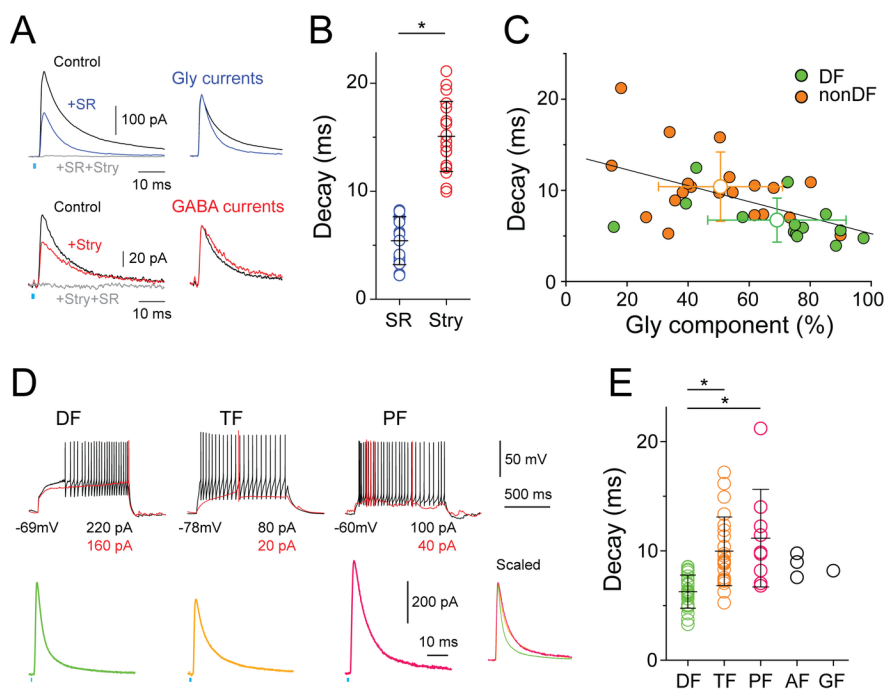 A
Control
+SR
100 pA
+SR+Stry
10 ms
Gly currents
Control
+Stry
20 pA
+Stry+SR
10 ms
GABA currents
B
*
Decay (ms)
20
10
0
SR
Stry
C
Decay (ms)
20
10
0
DF
nonDF
0
20
40
60
80
100
Gly component (%)
D
DF
TF
PF
-69mV
220 pA
160 pA
-78mV
80 pA
20 pA
-60mV
100 pA
40 pA
50 mV
500 ms
200 pA
10 ms
Scaled
E
*
*
Decay (ms)
20
10
0
DF
TF
PF
AF
GF